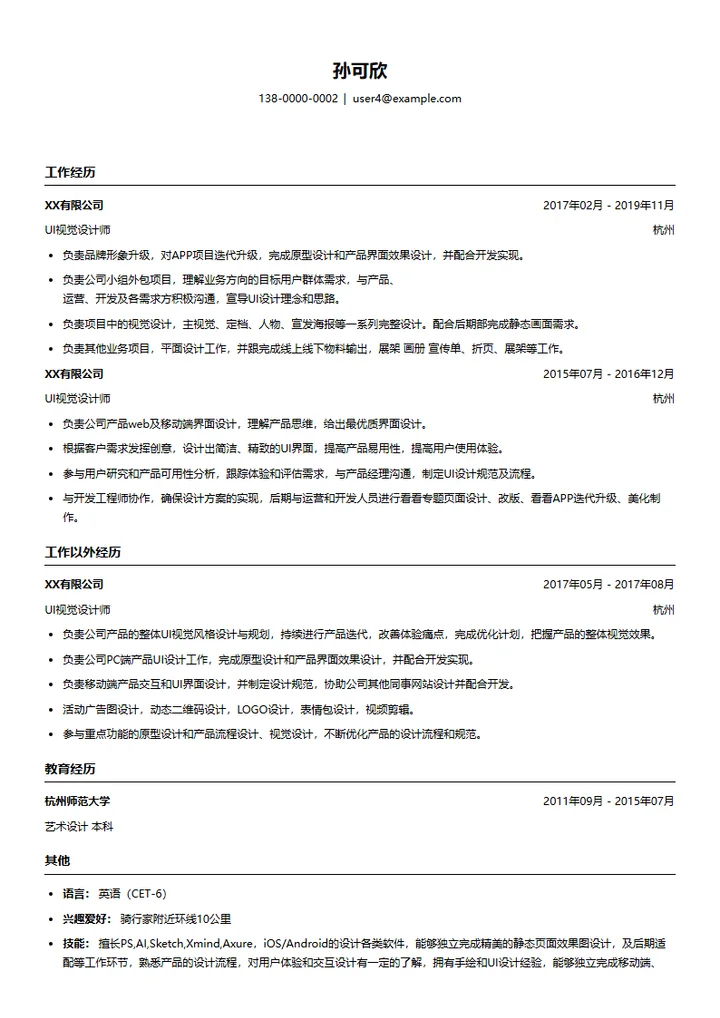 孙可欣
138-0000-0002 | user4@example.com
工作经历
XX有限公司 2017年02月 - 2019年11月
UI视觉设计师 杭州
• 负责品牌形象升级，对APP项目迭代升级，完成原型设计和产品界面效果设计，并配合开发实现。
• 负责公司小组外包项目，理解业务方向的目标用户群体需求，与产品、
运营、开发及各需求方积极沟通，宣导UI设计理念和思路。
• 负责项目中的视觉设计，主视觉、定档、人物、宣发海报等一系列完整设计。配合后期部完成静态画面需求。
• 负责其他业务项目，平面设计工作，并跟完成线上线下物料输出，展架 画册 宣传单、折页、展架等工作。
XX有限公司 2015年07月 - 2016年12月
UI视觉设计师 杭州
• 负责公司产品web及移动端界面设计，理解产品思维，给出最优质界面设计。
• 根据客户需求发挥创意，设计出简洁、精致的UI界面，提高产品易用性，提高用户使用体验。
• 参与用户研究和产品可用性分析，跟踪体验和评估需求，与产品经理沟通，制定UI设计规范及流程。
• 与开发工程师协作，确保设计方案的实现，后期与运营和开发人员进行看看专题页面设计、改版、看看APP迭代升级、美化制
作。
工作以外经历
XX有限公司 2017年05月 - 2017年08月
UI视觉设计师 杭州
• 负责公司产品的整体UI视觉风格设计与规划，持续进行产品迭代，改善体验痛点，完成优化计划，把握产品的整体视觉效果。
• 负责公司PC端产品UI设计工作，完成原型设计和产品界面效果设计，并配合开发实现。
• 负责移动端产品交互和UI界面设计，并制定设计规范，协助公司其他同事网站设计并配合开发。
• 活动广告图设计，动态二维码设计，LOGO设计，表情包设计，视频剪辑。
• 参与重点功能的原型设计和产品流程设计、视觉设计，不断优化产品的设计流程和规范。
教育经历
杭州师范大学 2011年09月 - 2015年07月
艺术设计 本科
其他
• 语言： 英语（CET-6）
• 兴趣爱好： 骑行家附近环线10公里
• 技能： 擅长PS,AI,Sketch,Xmind,Axure，iOS/Android的设计各类软件，能够独立完成精美的静态页面效果图设计，及后期适
配等工作环节，熟悉产品的设计流程，对用户体验和交互设计有一定的了解，拥有手绘和UI设计经验，能够独立完成移动端、